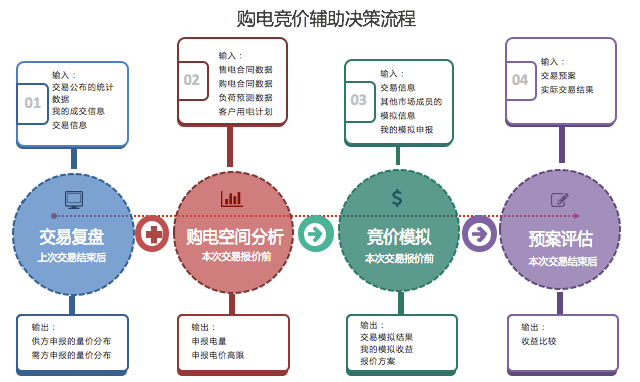 购电竞价辅助决策流程
01
输入：
交易公布的统计
数据
我的成交信息
交易信息
02
输入：
售电合同数据
购电合同数据
负荷预测数据
客户用电计划
03
输入：
交易信息
其他市场成员的
模拟信息
我的模拟申报
04
输入：
交易预案
实际交易结果
交易复盘
上次交易结束后
购电空间分析
本次交易报价前
$
竞价模拟
本次交易报价前
预案评估
本次交易结束后
输出：
供方申报的量价分布
需方申报的量价分布
输出：
申报电量
申报电价高限
输出：
交易模拟结果
我的模拟收益
报价方案
输出：
收益比较